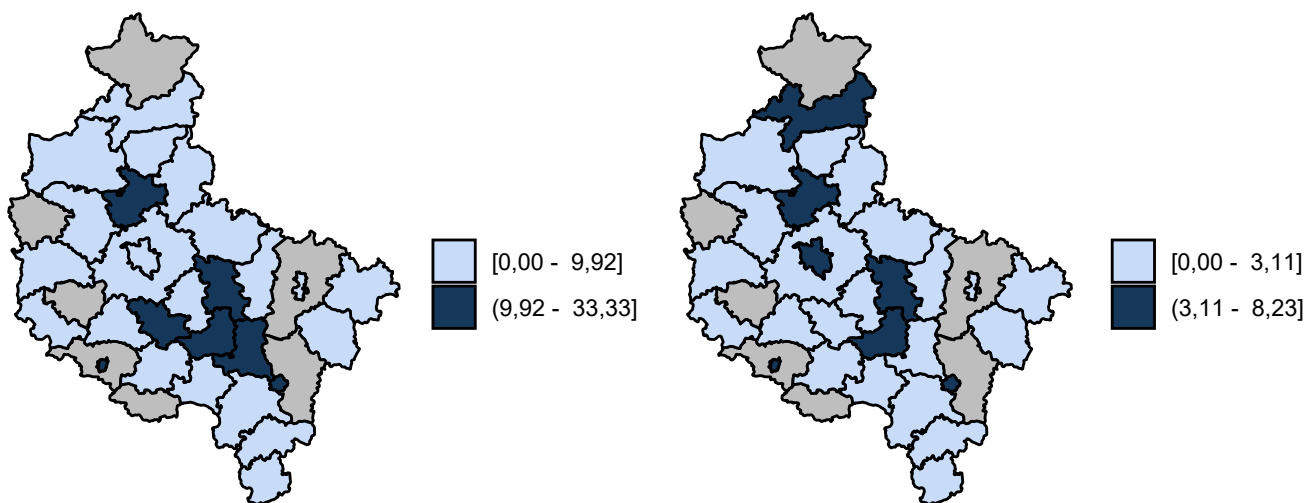 [0,00 - 9,92]
(9,92 - 33,33]
[0,00 - 3,11]
(3,11 - 8,23]